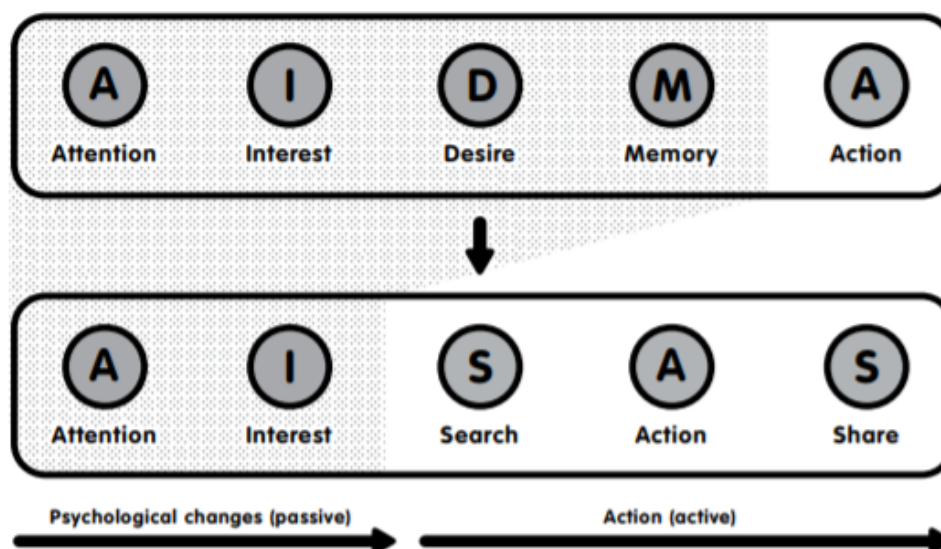 A I D M A
Attention Interest Desire Memory Action
A I S A S
Attention Interest Search Action Share
Psychological changes (passive) Action (active)